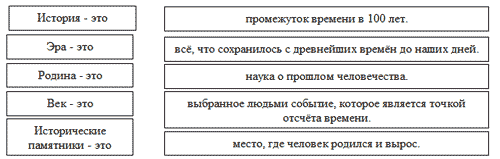 История - это
промежуток времени в 100 лет.
Эра - это
всё, что сохранилось с древнейших времён до наших дней.
Родина - это
наука о прошлом человечества.
Век - это
выбранное людьми событие, которое является точкой
отсчёта времени.
Исторические
памятники - это
место, где человек родился и вырос.